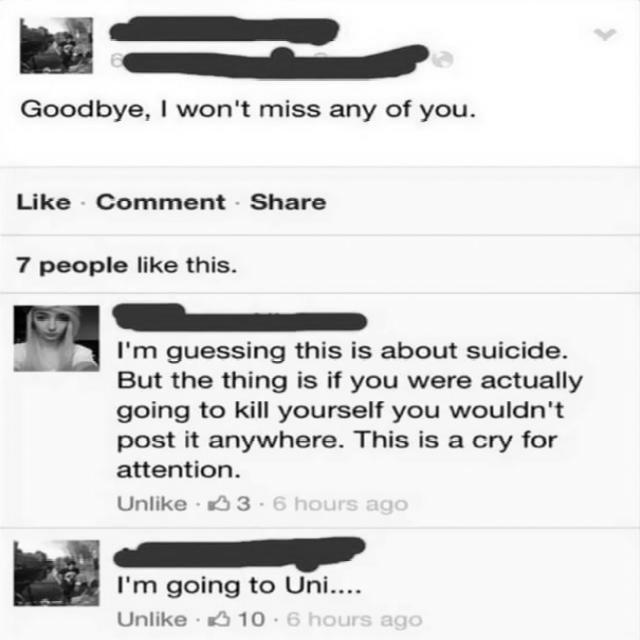 Goodbye, I won't miss any of you.
Like · Comment · Share
7 people like this.
I'm guessing this is about suicide.
But the thing is if you were actually
going to kill yourself you wouldn't
post it anywhere. This is a cry for
attention.
Unlike · 3 · 6 hours ago
I'm going to Uni....
Unlike · 10 · 6 hours ago